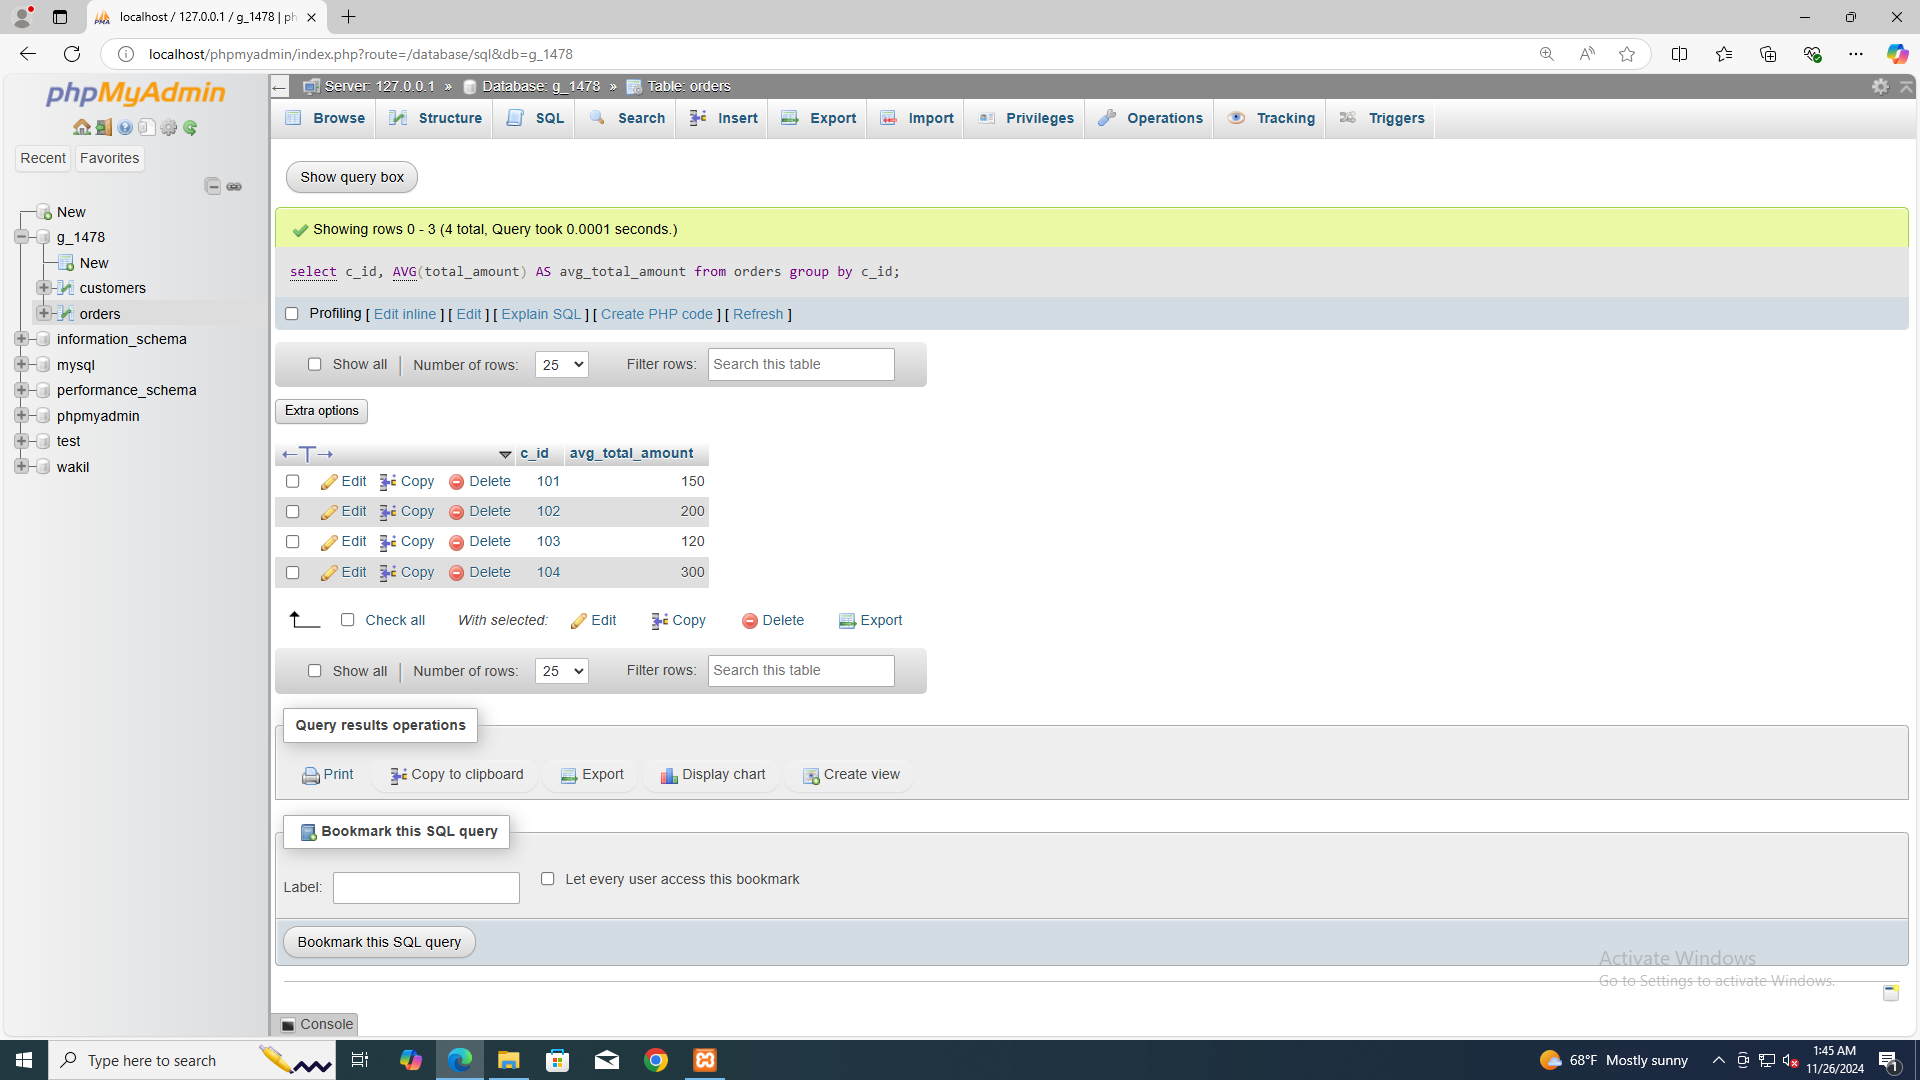 localhost / 127.0.0.1 / g_1478 | ph
localhost/phpmyadmin/index.php?route=/database/sql&db=g_1478
phpMyAdmin
Recent Favorites
New
g_1478
New
customers
orders
information_schema
mysql
performance_schema
phpmyadmin
test
wakil
Server: 127.0.0.1 » Database: g_1478 » Table: orders
Browse Structure SQL Search Insert Export Import Privileges Operations Tracking Triggers
Show query box
Showing rows 0 - 3 (4 total, Query took 0.0001 seconds.)
select c_id, AVG(total_amount) AS avg_total_amount from orders group by c_id;
Profiling [ Edit inline ] [ Edit ] [ Explain SQL ] [ Create PHP code ] [ Refresh ]
Show all | Number of rows: 25 Filter rows: Search this table
Extra options
←T→ c_id avg_total_amount
Edit Copy Delete 101 150
Edit Copy Delete 102 200
Edit Copy Delete 103 120
Edit Copy Delete 104 300
Check all With selected: Edit Copy Delete Export
Show all | Number of rows: 25 Filter rows: Search this table
Query results operations
Print Copy to clipboard Export Display chart Create view
Bookmark this SQL query
Label: Let every user access this bookmark
Bookmark this SQL query
Activate Windows
Go to Settings to activate Windows.
Console
Type here to search
68°F Mostly sunny
1:45 AM
11/26/2024
1